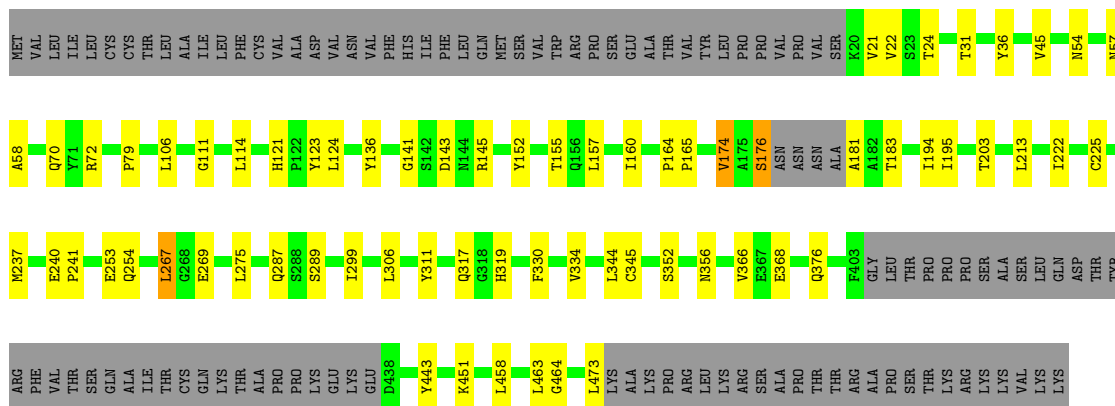 MET VAL LEU ILE LEU CYS CYS THR LEU ALA ILE LEU PHE CYS VAL ALA ASP VAL ASN VAL PHE HIS ILE PHE LEU GLN MET SER VAL TRP ARG PRO SER GLU ALA THR VAL TYR LEU PRO PRO VAL PRO VAL SER K20 V21 V22 S23 T24 T31 Y36 V45 N54 N57
A58 Q70 Y71 R72 P79 L106 G111 L114 H121 P122 Y123 L124 Y136 G141 S142 D143 N144 R145 Y152 T155 Q156 L157 I160 P164 P165 V174 A175 S176 ASN ASN ASN ALA A181 A182 T183 I194 I195 T203 L213 I222 C225
M237 E240 P241 E253 Q254 L267 G268 E269 L275 Q287 S288 S289 I299 L306 Y311 Q317 G318 H319 F330 V334 L344 C345 S352 N356 V366 E367 E368 Q376 F403 GLY LEU THR PRO PRO PRO SER ALA SER LEU GLN ASP THR TYR
ARG PHE VAL THR SER GLN ALA ILE THR CYS GLN LYS THR ALA PRO PRO LYS GLU LYS GLU D438 Y443 K451 L458 L463 G464 L473 LYS ALA LYS PRO ARG LEU LYS ARG SER ALA PRO THR THR ARG ALA PRO SER THR LYS ARG LYS LYS VAL LYS LYS